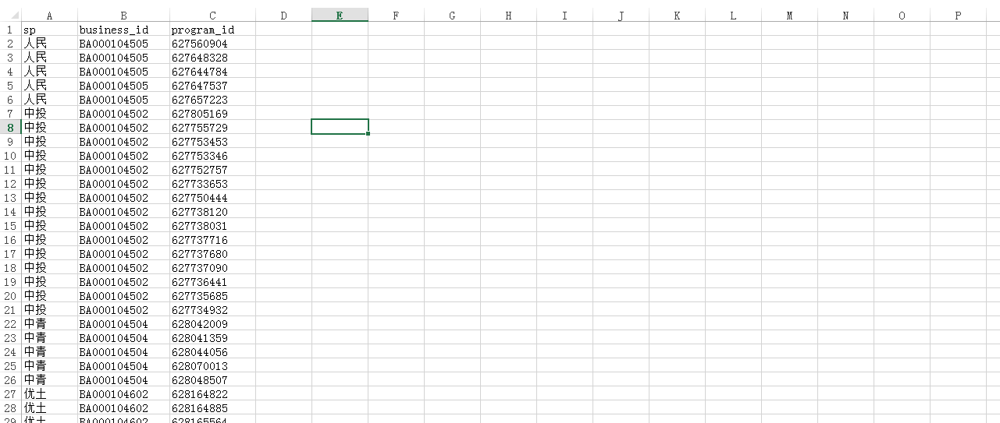 A B C D E F G H I J K L M N O P
1 sp business_id program_id
2 人民 BA000104505 627560904
3 人民 BA000104505 627648328
4 人民 BA000104505 627644784
5 人民 BA000104505 627647537
6 人民 BA000104505 627657223
7 中投 BA000104502 627805169
8 中投 BA000104502 627755729
9 中投 BA000104502 627753453
10 中投 BA000104502 627753346
11 中投 BA000104502 627752757
12 中投 BA000104502 627733653
13 中投 BA000104502 627750444
14 中投 BA000104502 627738120
15 中投 BA000104502 627738031
16 中投 BA000104502 627737716
17 中投 BA000104502 627737680
18 中投 BA000104502 627737090
19 中投 BA000104502 627736441
20 中投 BA000104502 627735685
21 中投 BA000104502 627734932
22 中青 BA000104504 628042009
23 中青 BA000104504 628041359
24 中青 BA000104504 628044056
25 中青 BA000104504 628070013
26 中青 BA000104504 628048507
27 优土 BA000104602 628164822
28 优土 BA000104602 628164885
29 优土 BA000104602 628165564